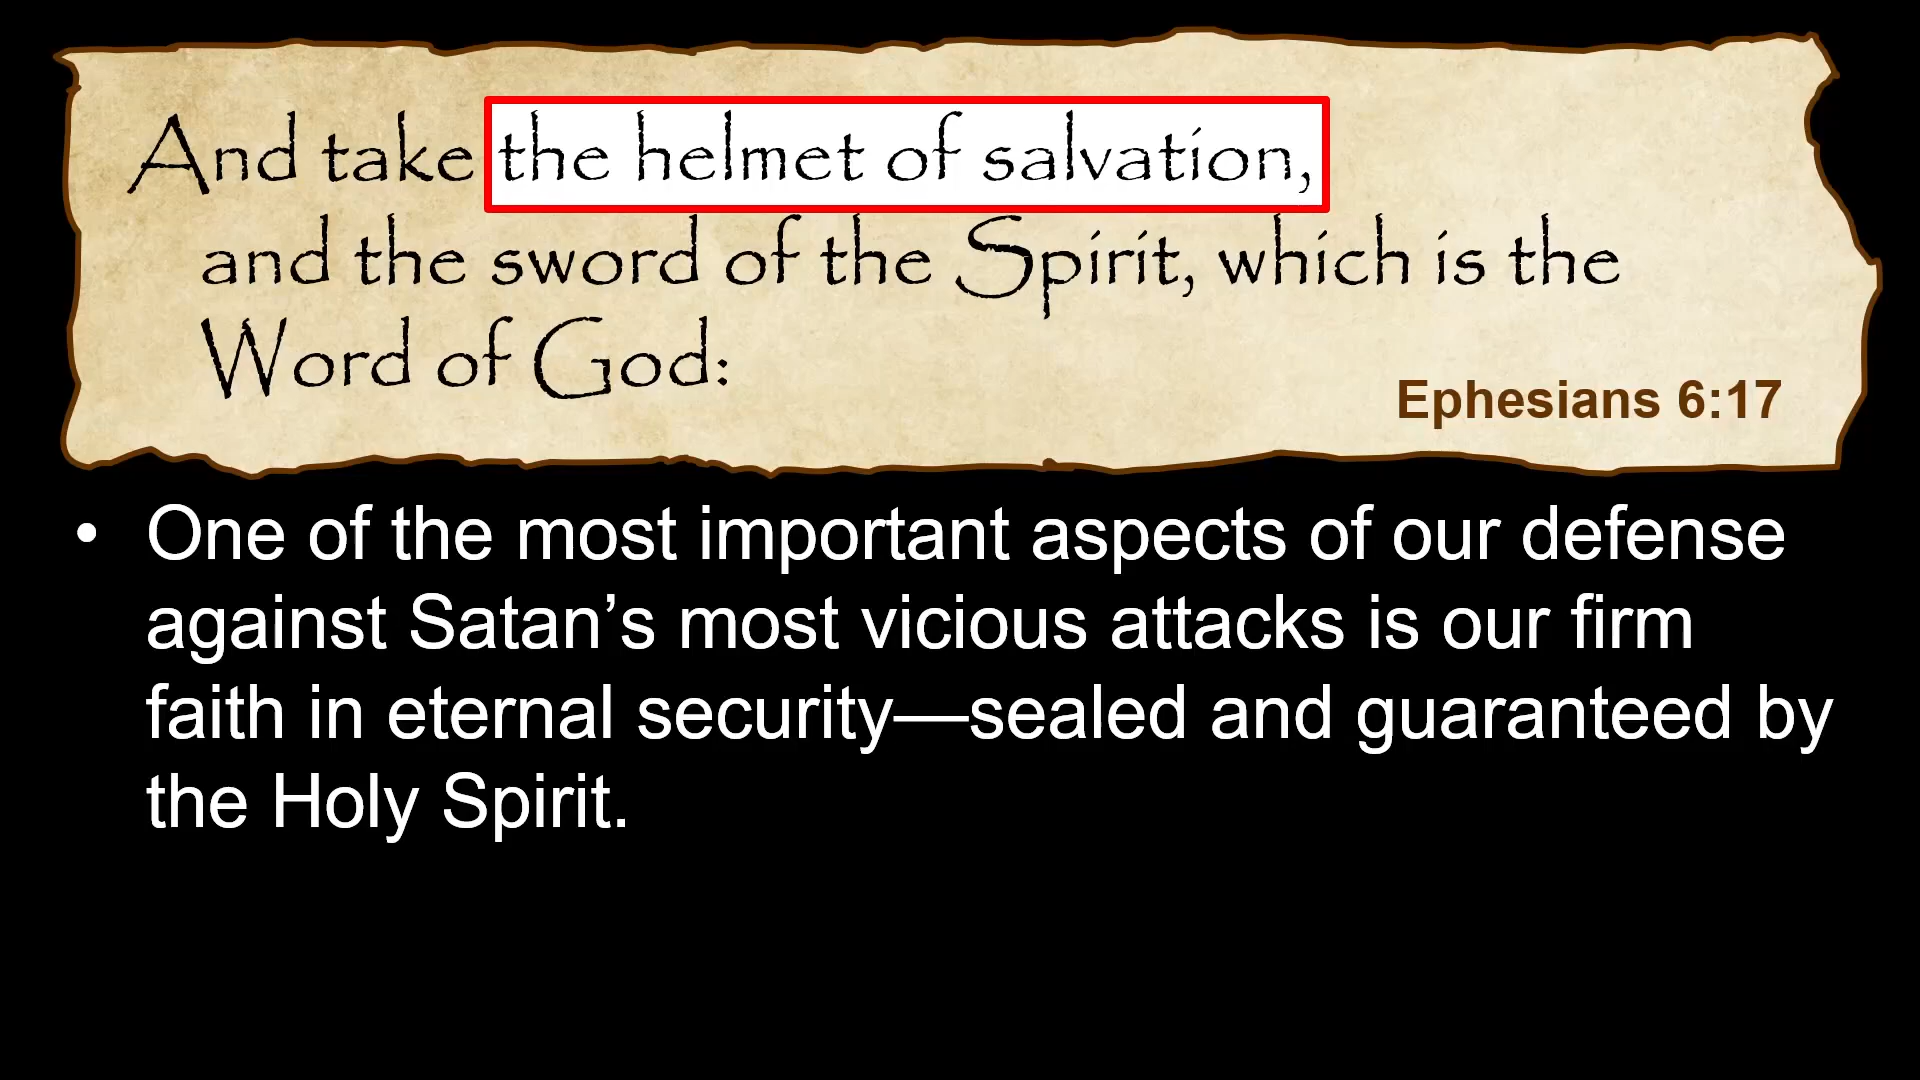 And take the helmet of salvation,
and the sword of the Spirit, which is the
Word of God:
Ephesians 6:17
• One of the most important aspects of our defense
against Satan’s most vicious attacks is our firm
faith in eternal security—sealed and guaranteed by
the Holy Spirit.